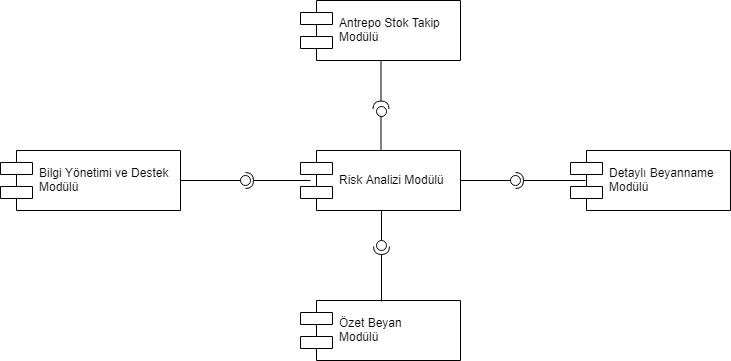 Antrepo Stok Takip
Modülü
Bilgi Yönetimi ve Destek
Modülü
Risk Analizi Modülü
Detaylı Beyanname
Modülü
Özet Beyan
Modülü